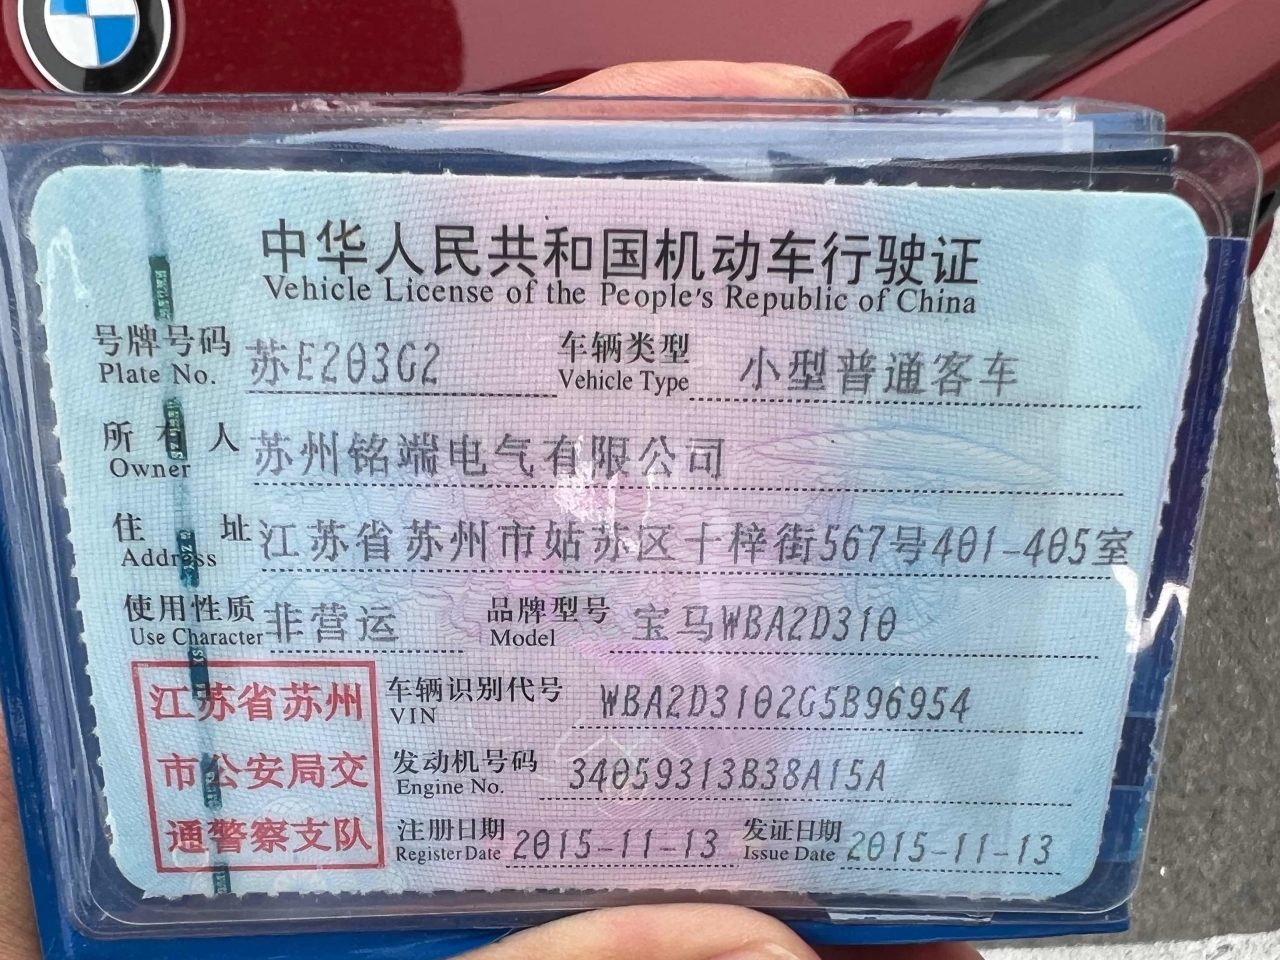 中华人民共和国机动车行驶证
Vehicle License of the People's Republic of China
号牌号码 苏E203G2 车辆类型 小型普通客车
Plate No. Vehicle Type
所有人 苏州铭端电气有限公司
Owner
住址 江苏省苏州市姑苏区十梓街567号401-405室
Address
使用性质 非营运 品牌型号 宝马WBA2D310
Use Character Model
江苏省苏州 车辆识别代号 WBA2D3102G5B96954
VIN
市公安局交 发动机号码 34059313B38A15A
Engine No.
通警察支队 注册日期 2015-11-13 发证日期 2015-11-13
Register Date Issue Date